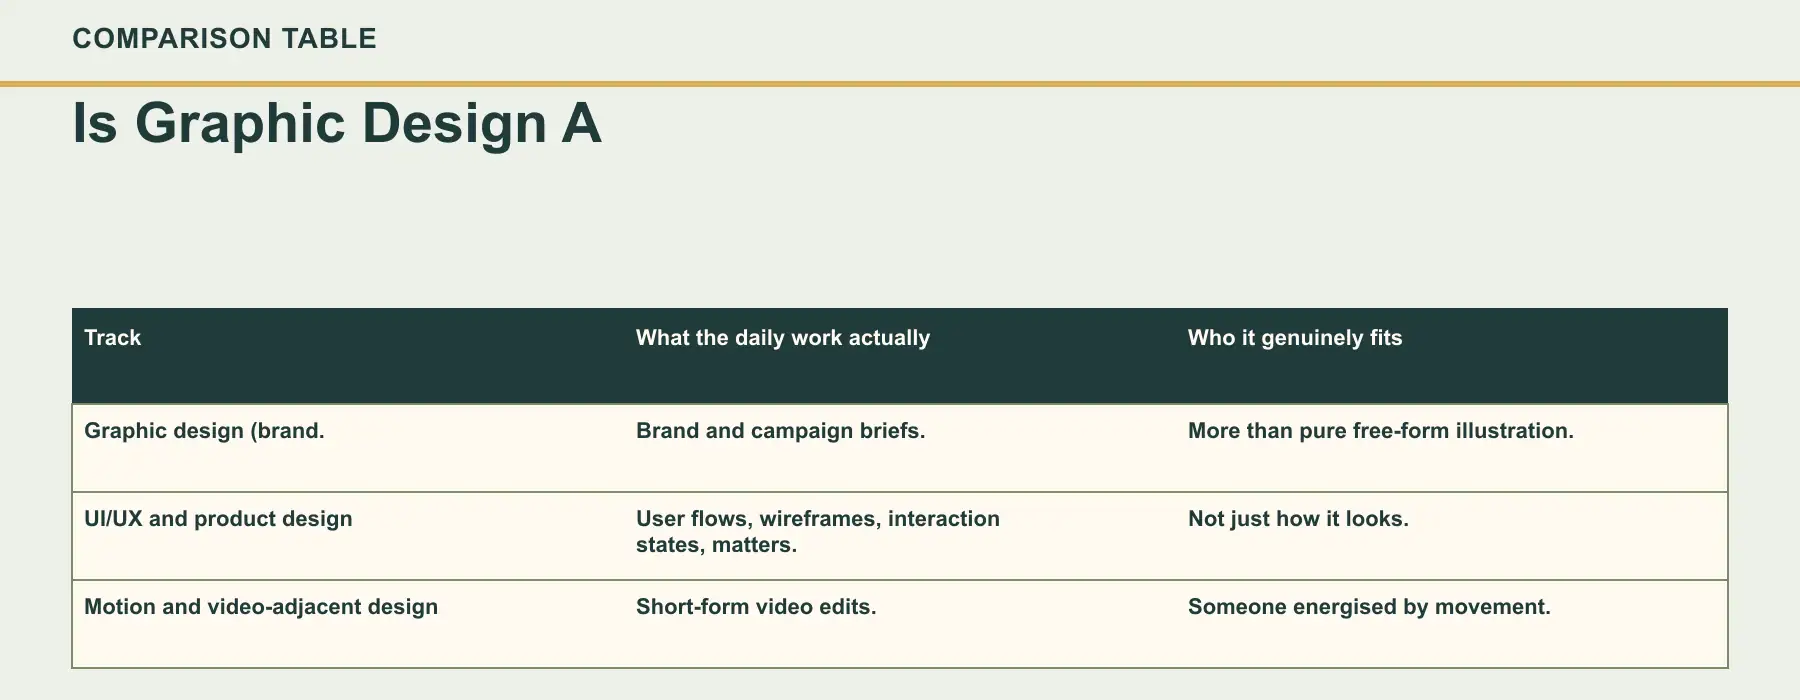 COMPARISON TABLE
Is Graphic Design A
Track
What the daily work actually
Who it genuinely fits
Graphic design (brand.
Brand and campaign briefs.
More than pure free-form illustration.
UI/UX and product design
User flows, wireframes, interaction
states, matters.
Not just how it looks.
Motion and video-adjacent design
Short-form video edits.
Someone energised by movement.